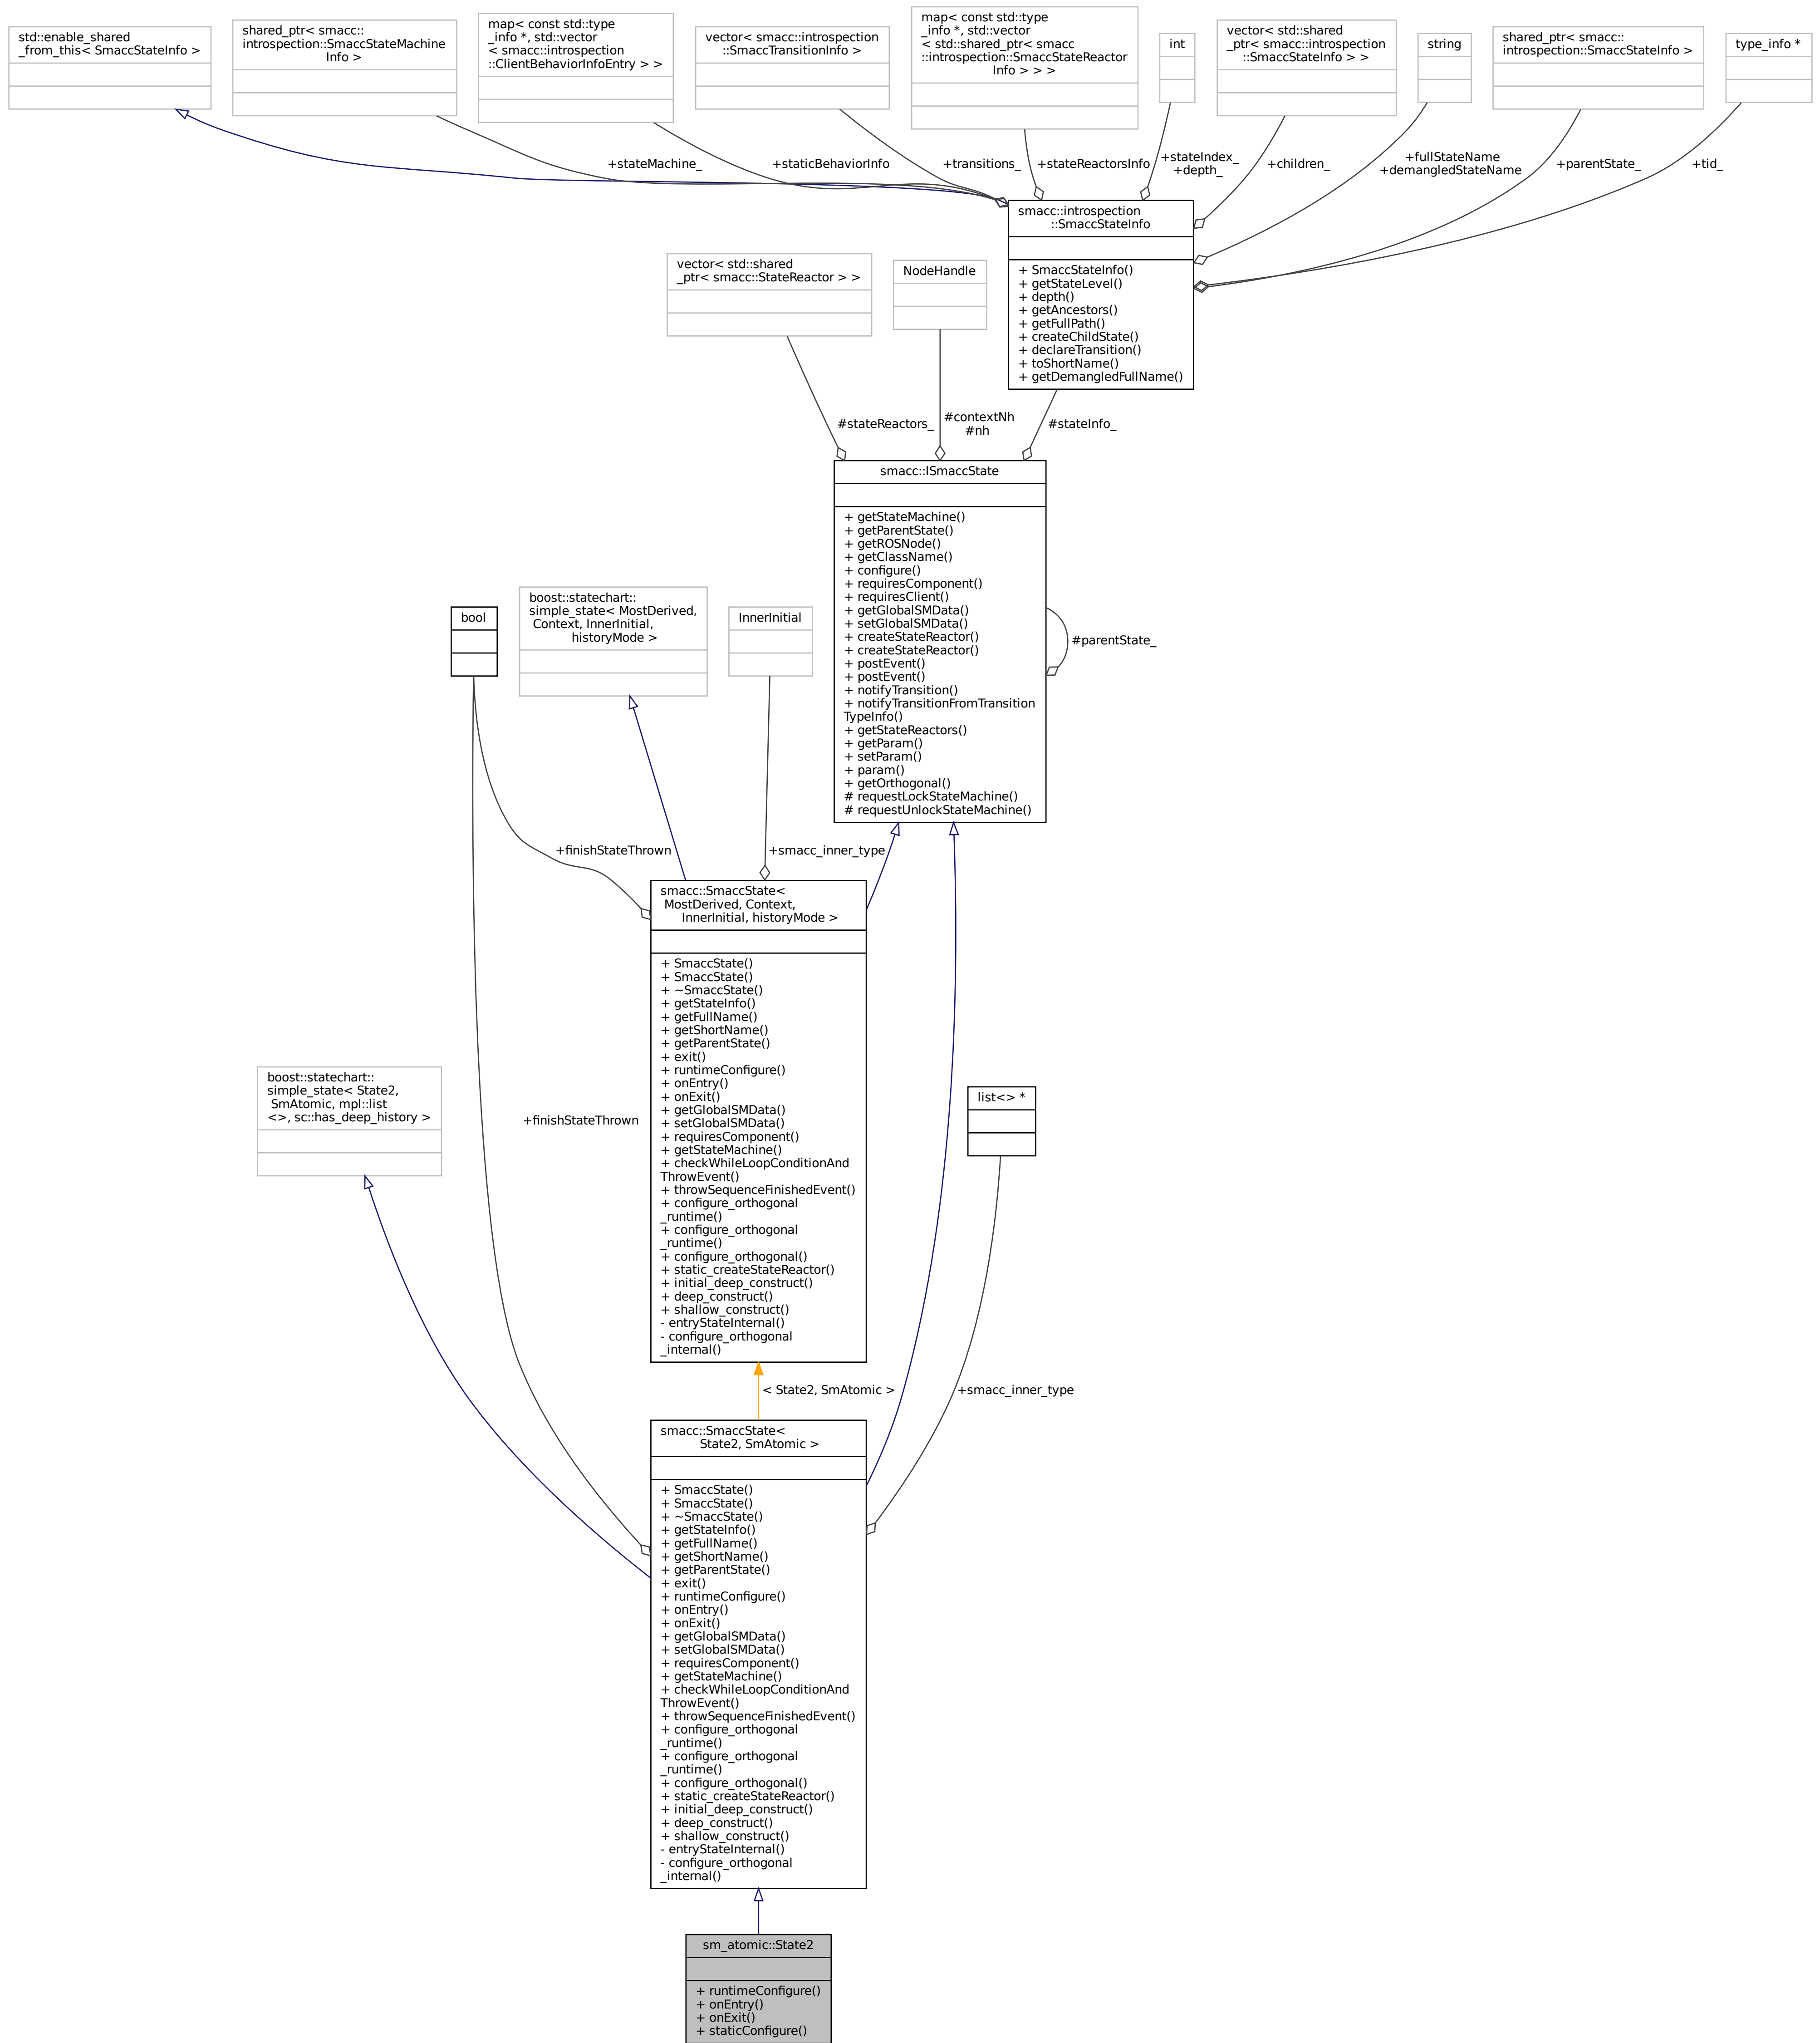 std::enable_shared
_from_this< SmaccStateInfo >
shared_ptr< smacc::
introspection::SmaccStateMachine
Info >
map< const std::type
_info *, std::vector
< smacc::introspection
::ClientBehaviorInfoEntry > >
vector< smacc::introspection
::SmaccTransitionInfo >
map< const std::type
_info *, std::vector
< std::shared_ptr< smacc
::introspection::SmaccStateReactor
Info > > >
int
vector< std::shared
_ptr< smacc::introspection
::SmaccStateInfo > >
string
shared_ptr< smacc::
introspection::SmaccStateInfo >
type_info *
+stateMachine_
+staticBehaviorInfo
+transitions_
+stateReactorsInfo
+stateIndex_
+depth_
+children_
+fullStateName
+demangledStateName
+parentState_
+tid_
smacc::introspection
::SmaccStateInfo
+ SmaccStateInfo()
+ getStateLevel()
+ depth()
+ getAncestors()
+ getFullPath()
+ createChildState()
+ declareTransition()
+ toShortName()
+ getDemangledFullName()
vector< std::shared
_ptr< smacc::StateReactor > >
NodeHandle
#stateReactors_
#contextNh
#nh
#stateInfo_
smacc::ISmaccState
+ getStateMachine()
+ getParentState()
+ getROSNode()
+ getClassName()
+ configure()
+ requiresComponent()
+ requiresClient()
+ getGlobalSMData()
+ setGlobalSMData()
+ createStateReactor()
+ createStateReactor()
+ postEvent()
+ postEvent()
+ notifyTransition()
+ notifyTransitionFromTransition
TypeInfo()
+ getStateReactors()
+ getParam()
+ setParam()
+ param()
+ getOrthogonal()
# requestLockStateMachine()
# requestUnlockStateMachine()
#parentState_
bool
boost::statechart::
simple_state< MostDerived,
Context, InnerInitial,
historyMode >
InnerInitial
+finishStateThrown
+smacc_inner_type
smacc::SmaccState<
MostDerived, Context,
InnerInitial, historyMode >
+ SmaccState()
+ SmaccState()
+ ~SmaccState()
+ getStateInfo()
+ getFullName()
+ getShortName()
+ getParentState()
+ exit()
+ runtimeConfigure()
+ onEntry()
+ onExit()
+ getGlobalSMData()
+ setGlobalSMData()
+ requiresComponent()
+ getStateMachine()
+ checkWhileLoopConditionAnd
ThrowEvent()
+ throwSequenceFinishedEvent()
+ configure_orthogonal
_runtime()
+ configure_orthogonal
_runtime()
+ configure_orthogonal()
+ static_createStateReactor()
+ initial_deep_construct()
+ deep_construct()
+ shallow_construct()
- entryStateInternal()
- configure_orthogonal
_internal()
boost::statechart::
simple_state< State2,
SmAtomic, mpl::list
<>, sc::has_deep_history >
+finishStateThrown
list<> *
< State2, SmAtomic >
+smacc_inner_type
smacc::SmaccState<
State2, SmAtomic >
+ SmaccState()
+ SmaccState()
+ ~SmaccState()
+ getStateInfo()
+ getFullName()
+ getShortName()
+ getParentState()
+ exit()
+ runtimeConfigure()
+ onEntry()
+ onExit()
+ getGlobalSMData()
+ setGlobalSMData()
+ requiresComponent()
+ getStateMachine()
+ checkWhileLoopConditionAnd
ThrowEvent()
+ throwSequenceFinishedEvent()
+ configure_orthogonal
_runtime()
+ configure_orthogonal
_runtime()
+ configure_orthogonal()
+ static_createStateReactor()
+ initial_deep_construct()
+ deep_construct()
+ shallow_construct()
- entryStateInternal()
- configure_orthogonal
_internal()
sm_atomic::State2
+ runtimeConfigure()
+ onEntry()
+ onExit()
+ staticConfigure()